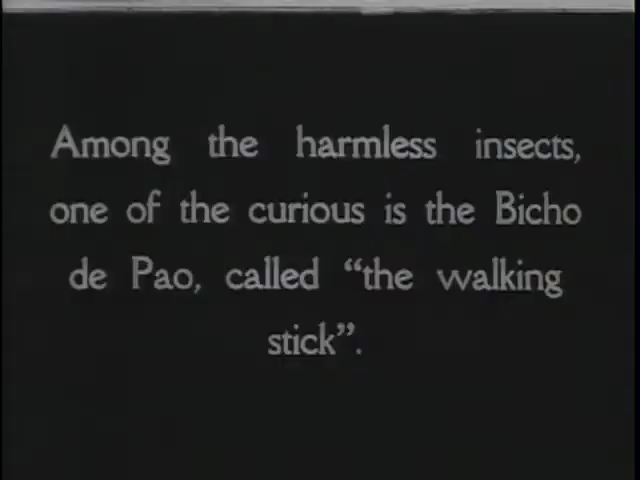 Among the harmless insects,
one of the curious is the Bicho
de Pao, called “the walking
stick”.